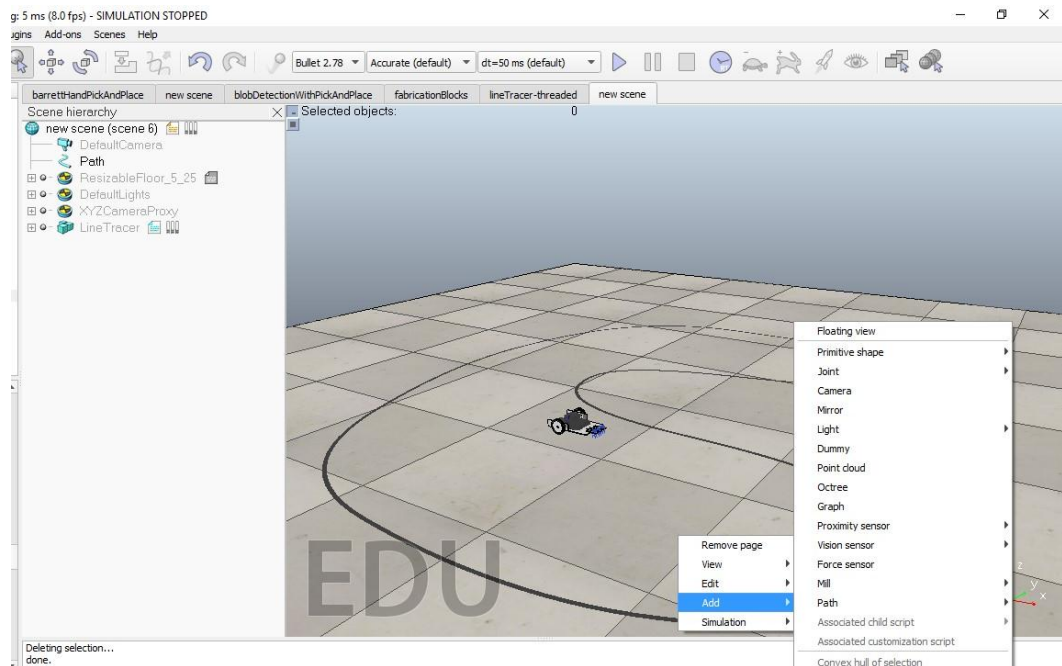 g: 5 ms (8.0 fps) - SIMULATION STOPPED
ugins Add-ons Scenes Help
Bullet 2.78 Accurate (default) dt=50 ms (default)
barrettHandPickAndPlace new scene blobDetectionWithPickAndPlace fabricationBlocks lineTracer-threaded new scene
Scene hierarchy
new scene (scene 6)
DefaultCamera
Path
ResizableFloor_5_25
DefaultLights
XYZCameraProxy
LineTracer
Selected objects: 0
EDU
Remove page
View
Edit
Add
Simulation
Floating view
Primitive shape
Joint
Camera
Mirror
Light
Dummy
Point cloud
Octree
Graph
Proximity sensor
Vision sensor
Force sensor
Mill
Path
Associated child script
Associated customization script
Convex hull of selection
z
y
x
Deleting selection...
done.